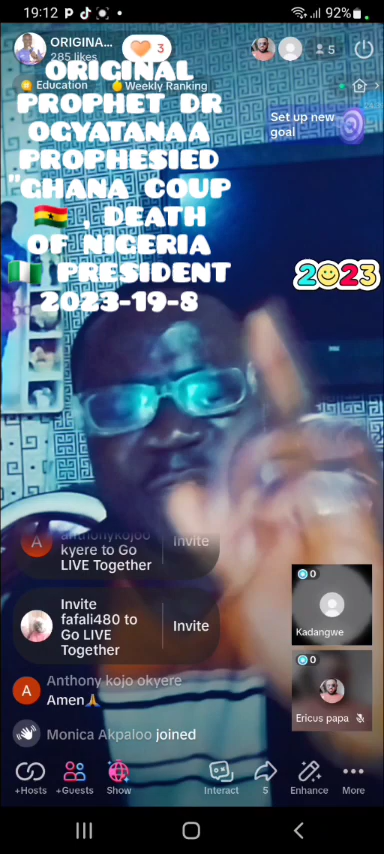 19:12
92%
ORIGINA...
285 likes
3
5
Education
Weekly Ranking
Set up new
goal
ORIGINAL
PROPHET DR
OGYATANAA
PROPHESIED
"GHANA COUP
🇬🇭 , DEATH
OF NIGERIA
🇳🇬 PRESIDENT
2023-19-8
2023
A
anthonykojoo
kyere to Go
LIVE Together
Invite
Invite
fafali480 to
Go LIVE
Together
Invite
0
Kadangwe
0
Ericus papa
A
Anthony kojo okyere
Amen🙏
Monica Akpaloo joined
+Hosts
+Guests
Show
Interact
5
Enhance
More